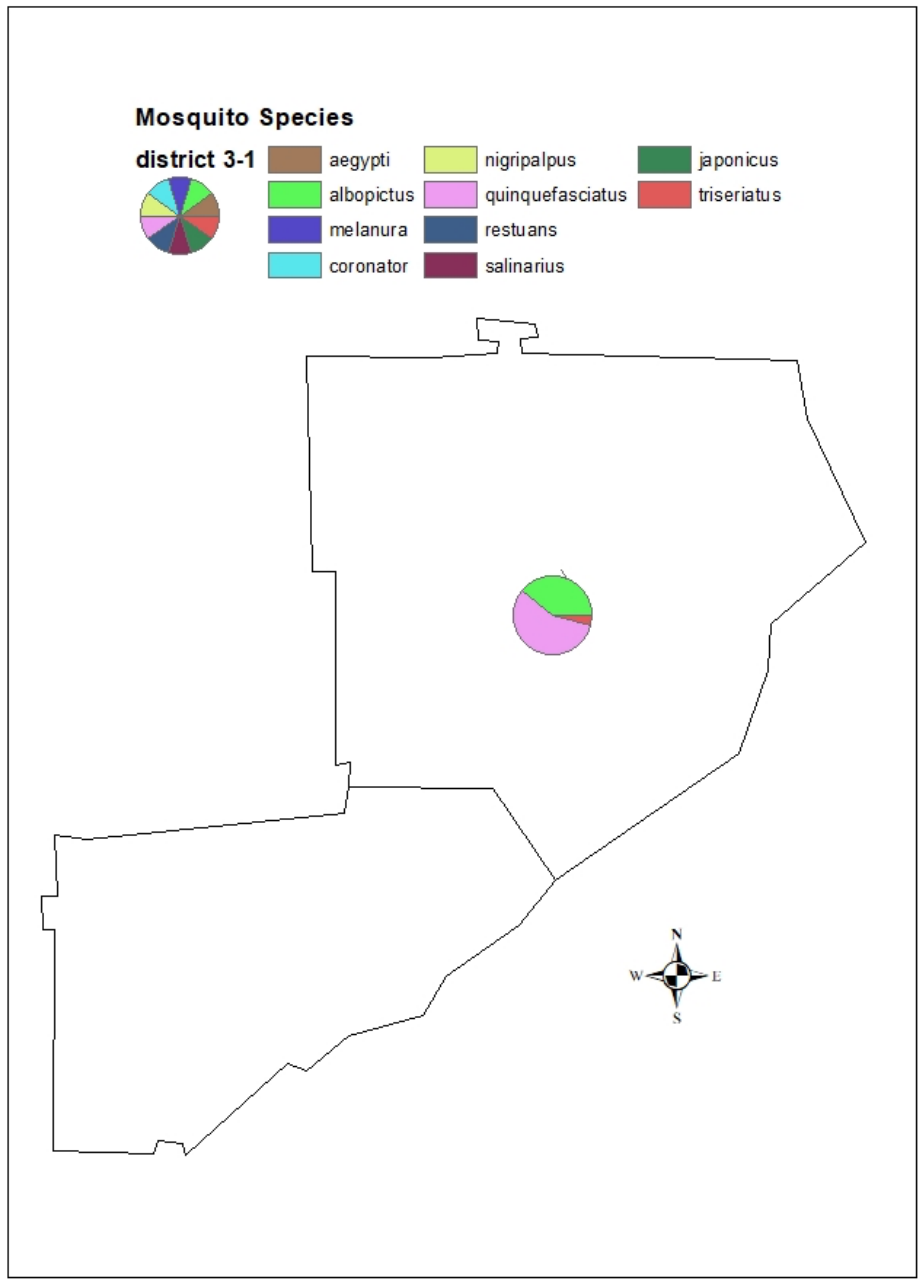 Mosquito Species
district 3-1
aegypti nigripalpus japonicus
albopictus quinquefasciatus triseriatus
melanura restuans
coronator salinarius
N
W E
S